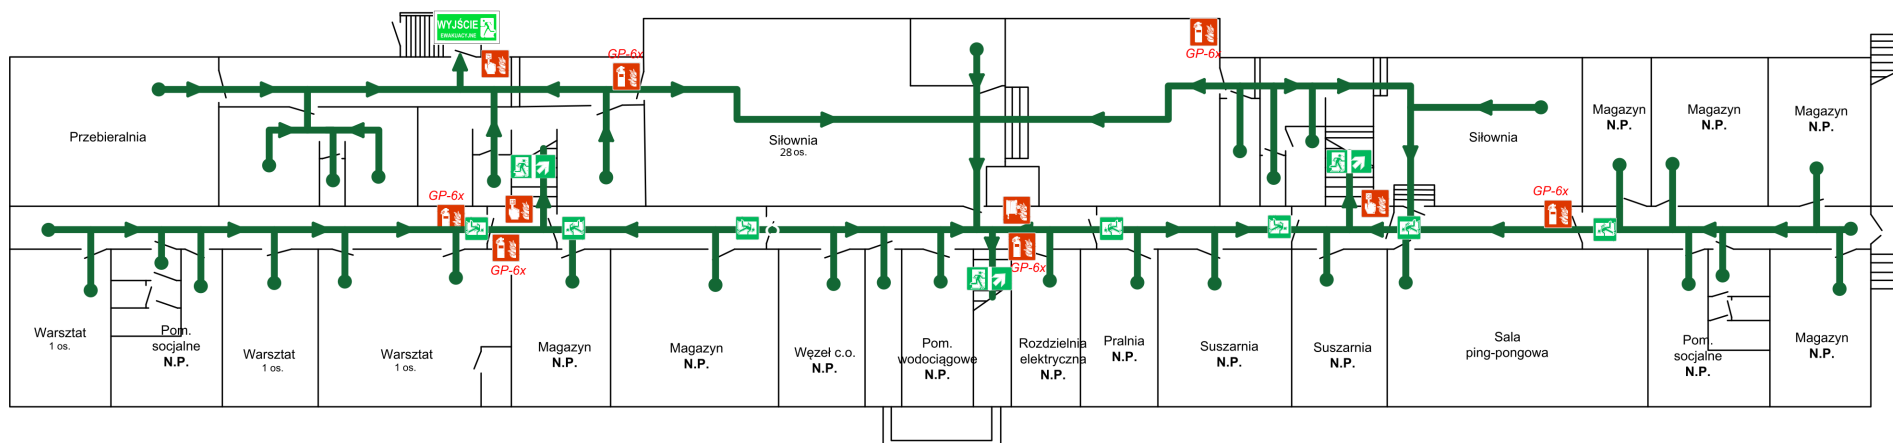 WYJŚCIE
EWAKUACYJNE
GP-6x
GP-6x
Przebieralnia
Siłownia
28 os.
Siłownia
Magazyn
N.P.
Magazyn
N.P.
Magazyn
N.P.
GP-6x
GP-6x
GP-6x
GP-6x
Warsztat
1 os.
Pom.
socjalne
N.P.
Warsztat
1 os.
Warsztat
1 os.
Magazyn
N.P.
Magazyn
N.P.
Węzeł c.o.
N.P.
Pom.
wodociągowe
N.P.
Rozdzielnia
elektryczna
N.P.
Pralnia
N.P.
Suszarnia
N.P.
Suszarnia
N.P.
Sala
ping-pongowa
Pom.
socjalne
N.P.
Magazyn
N.P.